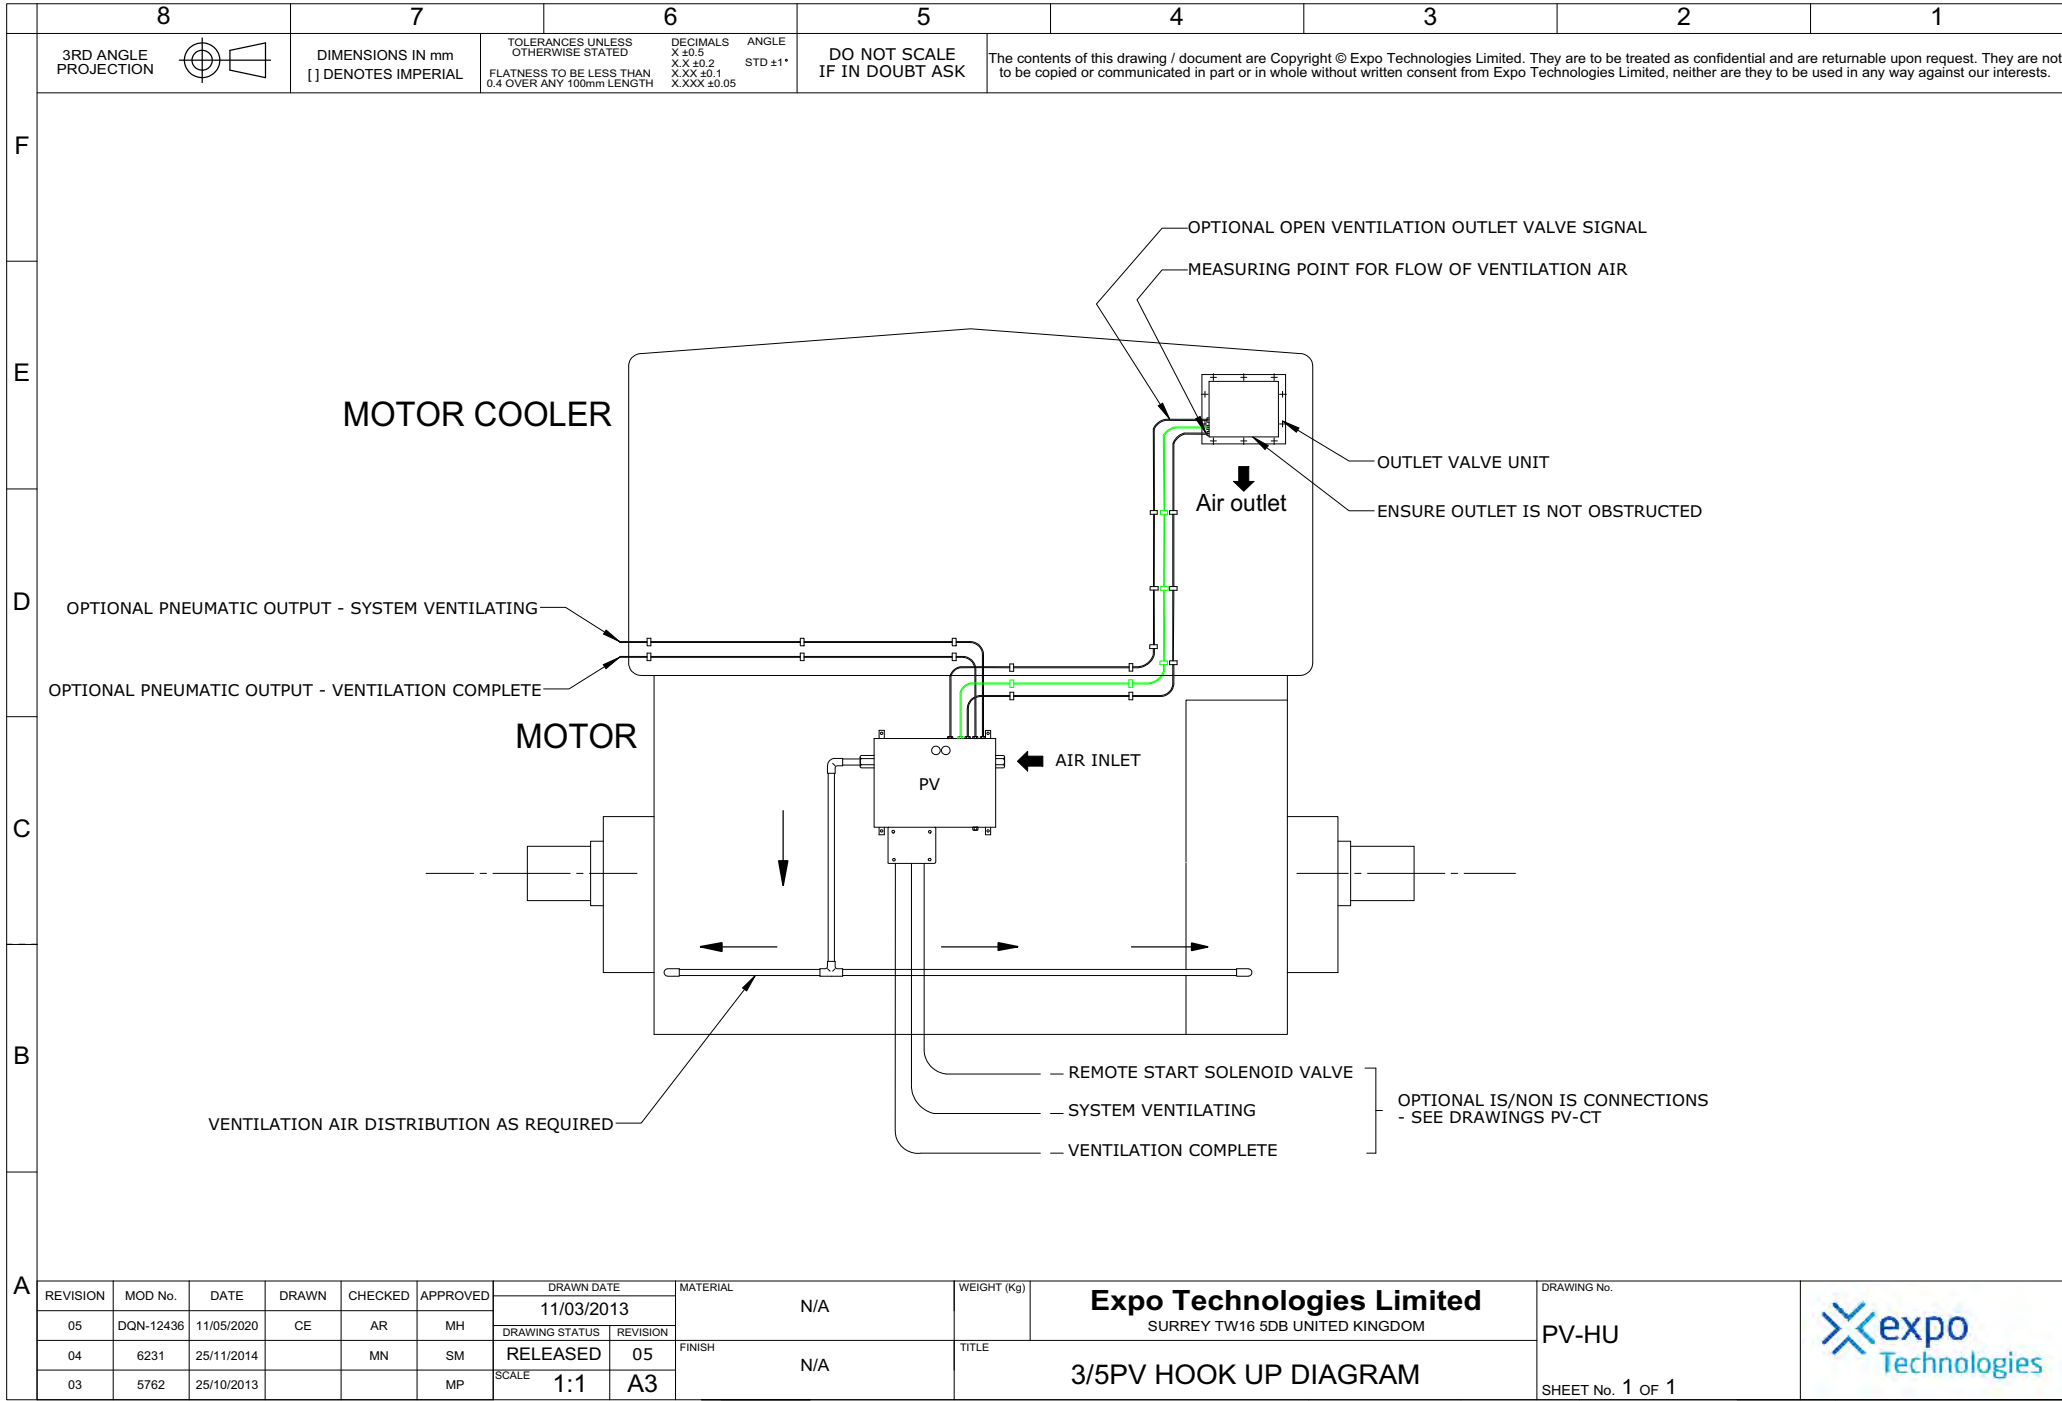 8 7 6 5 4 3 2 1
3RD ANGLE
PROJECTION
DIMENSIONS IN mm
[ ] DENOTES IMPERIAL
TOLERANCES UNLESS
OTHERWISE STATED
FLATNESS TO BE LESS THAN
0.4 OVER ANY 100mm LENGTH
DECIMALS
X ±0.5
X.X ±0.2
X.XX ±0.1
X.XXX ±0.05
ANGLE
STD ±1°
DO NOT SCALE
IF IN DOUBT ASK
The contents of this drawing / document are Copyright © Expo Technologies Limited. They are to be treated as confidential and are returnable upon request. They are not
to be copied or communicated in part or in whole without written consent from Expo Technologies Limited, neither are they to be used in any way against our interests.
F
OPTIONAL OPEN VENTILATION OUTLET VALVE SIGNAL
MEASURING POINT FOR FLOW OF VENTILATION AIR
E
MOTOR COOLER
OUTLET VALVE UNIT
Air outlet
ENSURE OUTLET IS NOT OBSTRUCTED
D
OPTIONAL PNEUMATIC OUTPUT - SYSTEM VENTILATING
OPTIONAL PNEUMATIC OUTPUT - VENTILATION COMPLETE
MOTOR
AIR INLET
PV
C
B
REMOTE START SOLENOID VALVE
SYSTEM VENTILATING
VENTILATION COMPLETE
OPTIONAL IS/NON IS CONNECTIONS
- SEE DRAWINGS PV-CT
VENTILATION AIR DISTRIBUTION AS REQUIRED
A
REVISION MOD No. DATE DRAWN CHECKED APPROVED
05 DQN-12436 11/05/2020 CE AR MH
04 6231 25/11/2014 MN SM
03 5762 25/10/2013 MP
DRAWN DATE
11/03/2013
DRAWING STATUS REVISION
RELEASED 05
SCALE 1:1 A3
MATERIAL
N/A
FINISH
N/A
WEIGHT (Kg)
Expo Technologies Limited
SURREY TW16 5DB UNITED KINGDOM
TITLE
3/5PV HOOK UP DIAGRAM
DRAWING No.
PV-HU
SHEET No. 1 OF 1
expo
Technologies